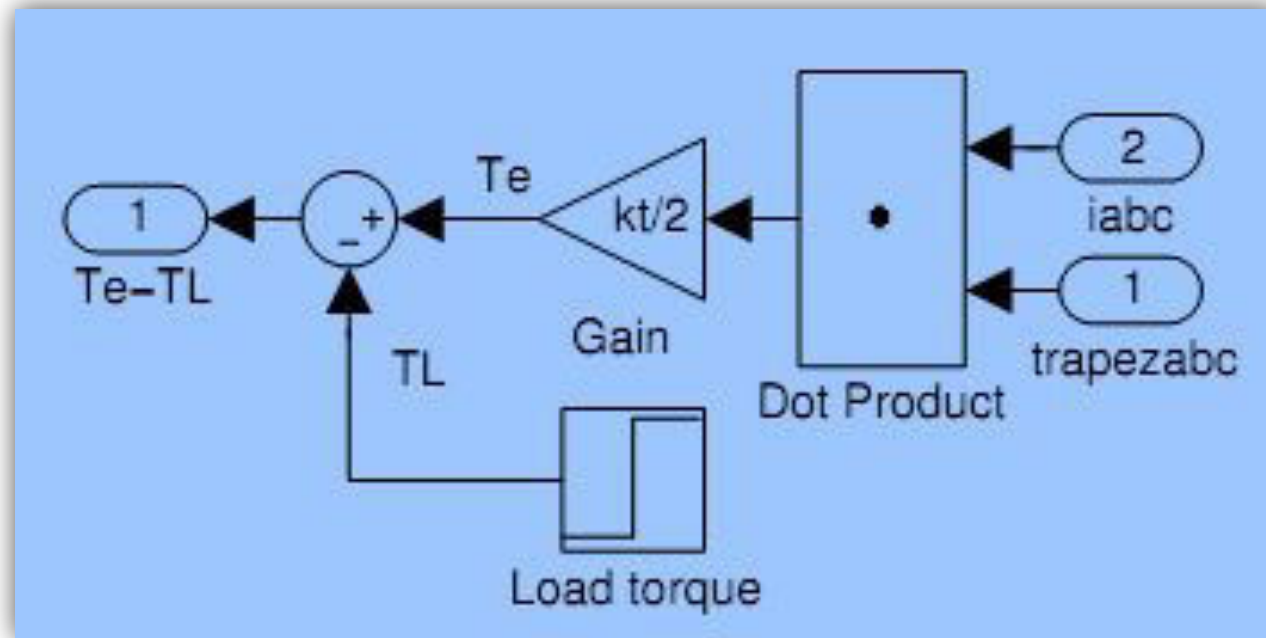 2
iabc
1
trapezabc
Dot Product
kt/2
Gain
Te
+
−
1
Te−TL
TL
Load torque